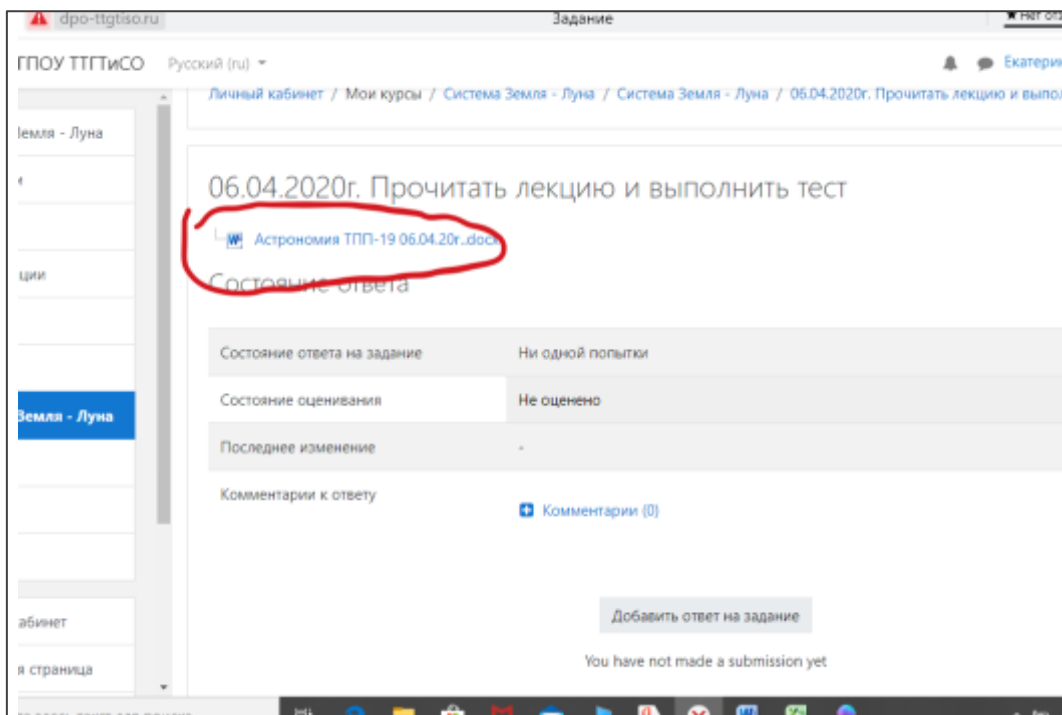 dpo-ttgtiso.ru Задание
ГПОУ ТТГТиСО Русский (ru)
Личный кабинет / Мои курсы / Система Земля - Луна / Система Земля - Луна / 06.04.2020г. Прочитать лекцию и выпол
Земля - Луна
06.04.2020г. Прочитать лекцию и выполнить тест
Астрономия ТПП-19 06.04.20г..docx
ции
Состояние ответа
Состояние ответа на задание Ни одной попытки
Состояние оценивания Не оценено
Земля - Луна
Последнее изменение -
Комментарии к ответу
Комментарии (0)
абинет
Добавить ответ на задание
я страница
You have not made a submission yet